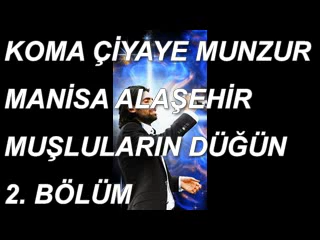 KOMA ÇİYAYE MUNZUR
MANİSA ALAŞEHİR
MUŞLULARIN DÜĞÜN
2. BÖLÜM